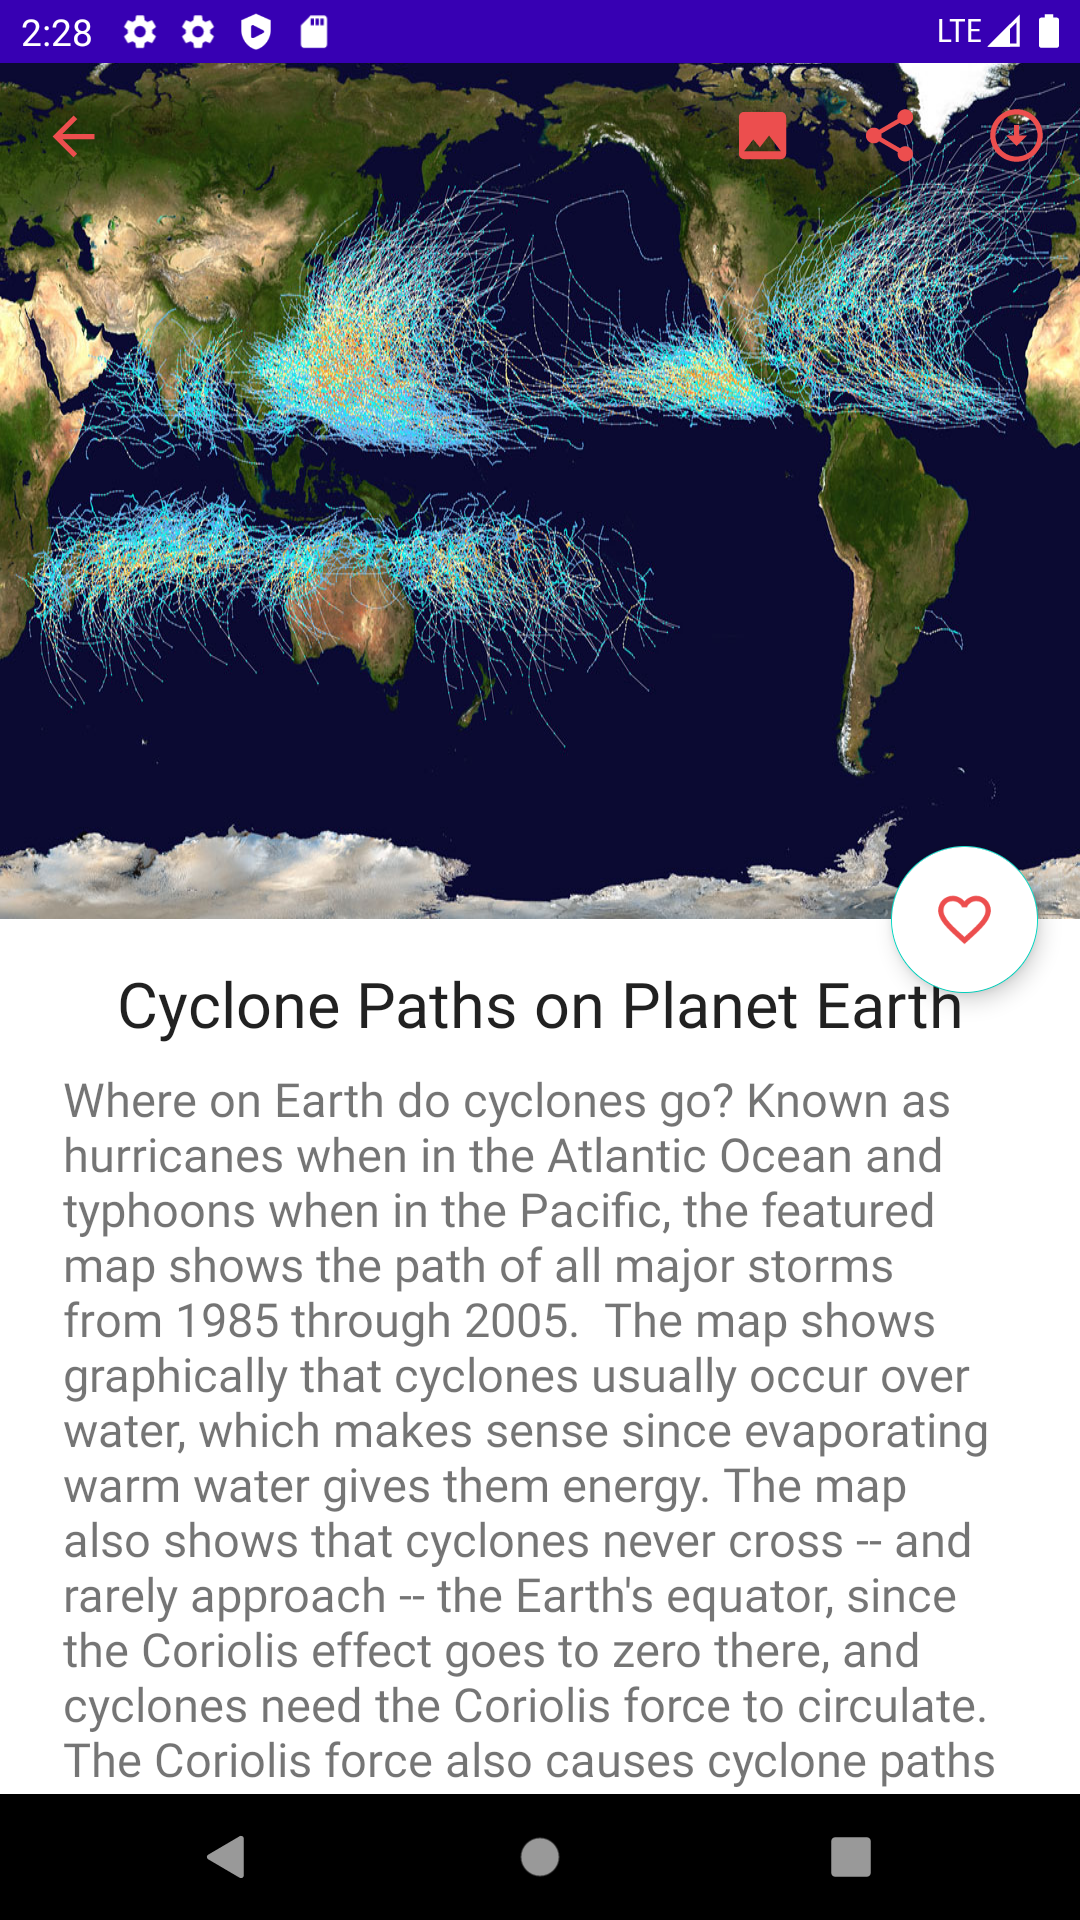 2:28
LTE
Cyclone Paths on Planet Earth
Where on Earth do cyclones go? Known as
hurricanes when in the Atlantic Ocean and
typhoons when in the Pacific, the featured
map shows the path of all major storms
from 1985 through 2005.  The map shows
graphically that cyclones usually occur over
water, which makes sense since evaporating
warm water gives them energy. The map
also shows that cyclones never cross -- and
rarely approach -- the Earth's equator, since
the Coriolis effect goes to zero there, and
cyclones need the Coriolis force to circulate.
The Coriolis force also causes cyclone paths